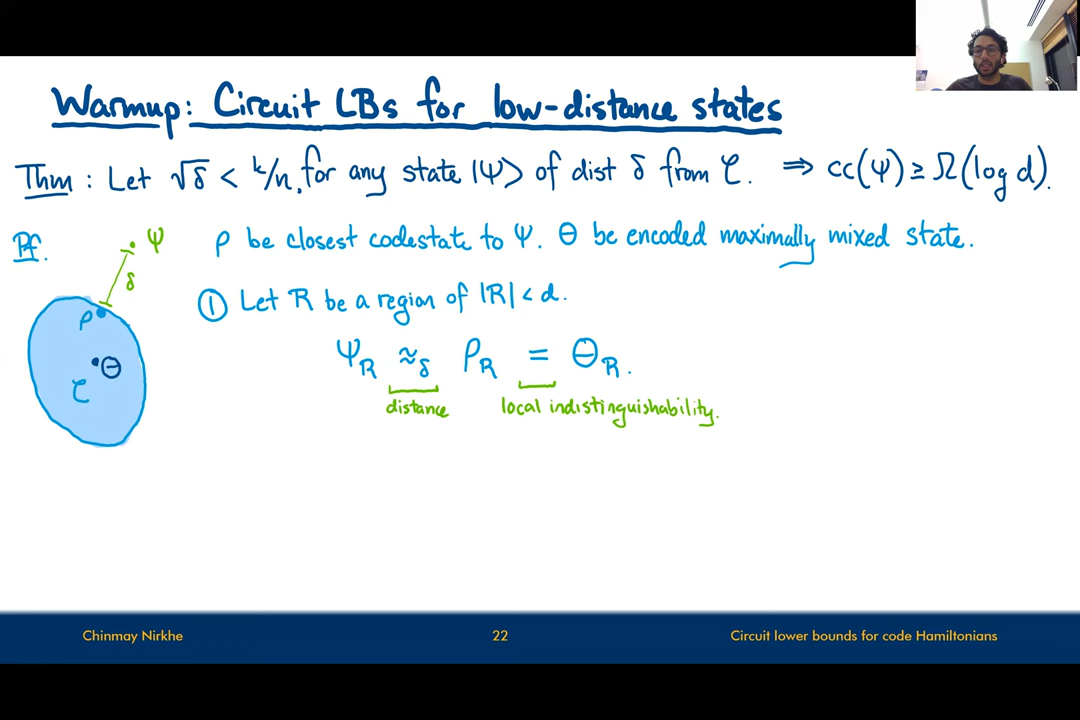 Warmup: Circuit LBs for low-distance states
Thm: Let √δ < k/n, for any state |Ψ⟩ of dist δ from C. ⇒ cc(Ψ) ≥ Ω(log d).
Pf.
Ψ
δ
ρ
Θ
C
ρ be closest codestate to Ψ. Θ be encoded maximally mixed state.
① Let R be a region of |R| < d.
Ψ_R ≈_δ ρ_R = Θ_R.
distance
local indistinguishability.
Chinmay Nirkhe
22
Circuit lower bounds for code Hamiltonians